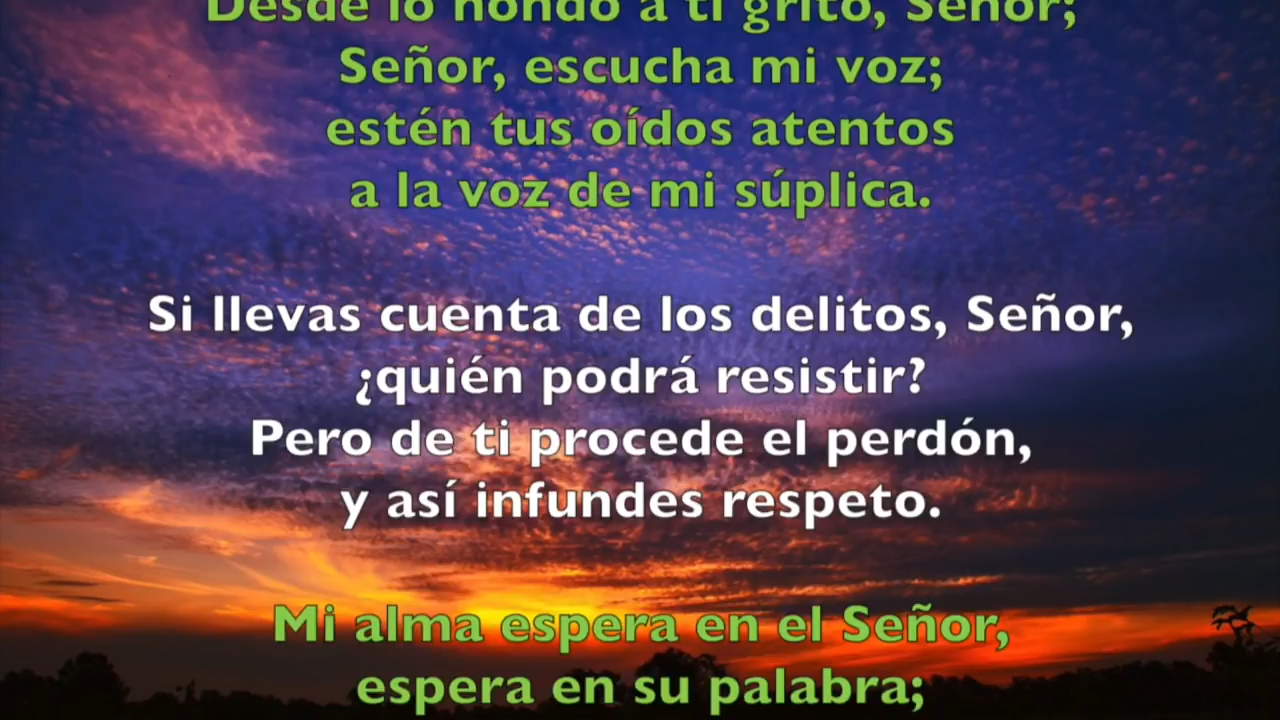 Desde lo hondo a ti grito, Señor;
Señor, escucha mi voz;
estén tus oídos atentos
a la voz de mi súplica.
Si llevas cuenta de los delitos, Señor,
¿quién podrá resistir?
Pero de ti procede el perdón,
y así infundes respeto.
Mi alma espera en el Señor,
espera en su palabra;